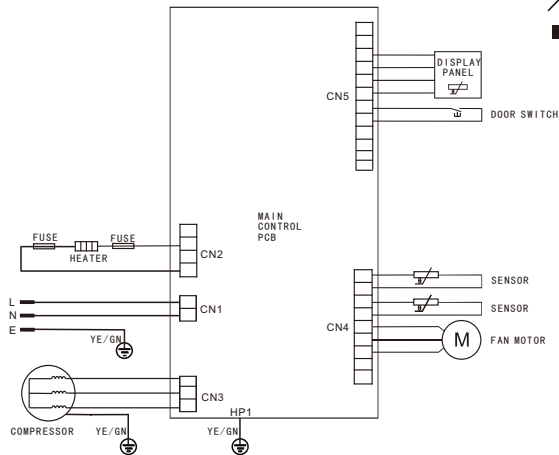 DISPLAY
PANEL
CN5
DOOR SWITCH
MAIN
CONTROL
PCB
FUSE
FUSE
HEATER
CN2
L
N
E
CN1
YE/GN
SENSOR
SENSOR
CN4
M
FAN MOTOR
CN3
COMPRESSOR
YE/GN
HP1
YE/GN